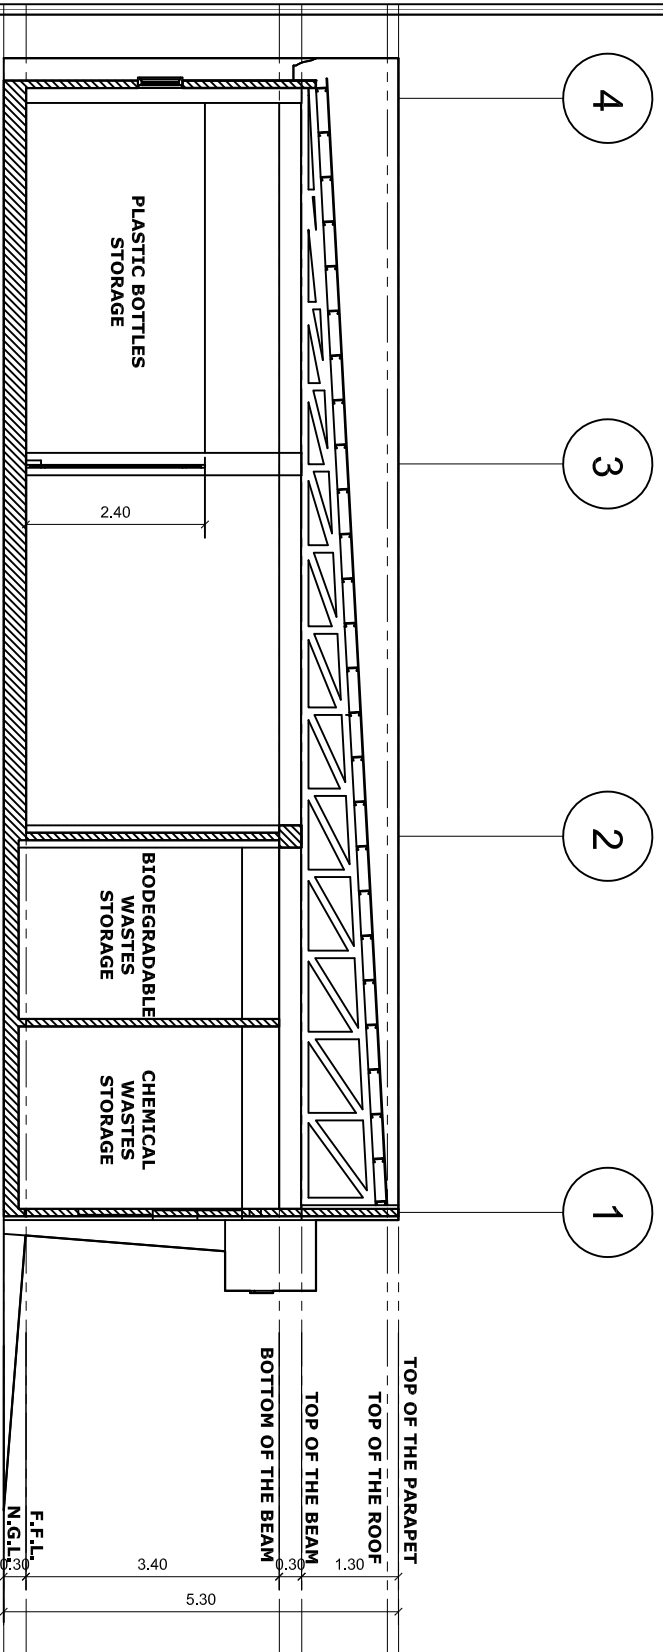 4
3
2
1
PLASTIC BOTTLES
STORAGE
2.40
BIODEGRADABLE
WASTES
STORAGE
CHEMICAL
WASTES
STORAGE
TOP OF THE PARAPET
TOP OF THE ROOF
TOP OF THE BEAM
BOTTOM OF THE BEAM
F.F.L.
N.G.L.
1.30
0.30
3.40
0.30
5.30